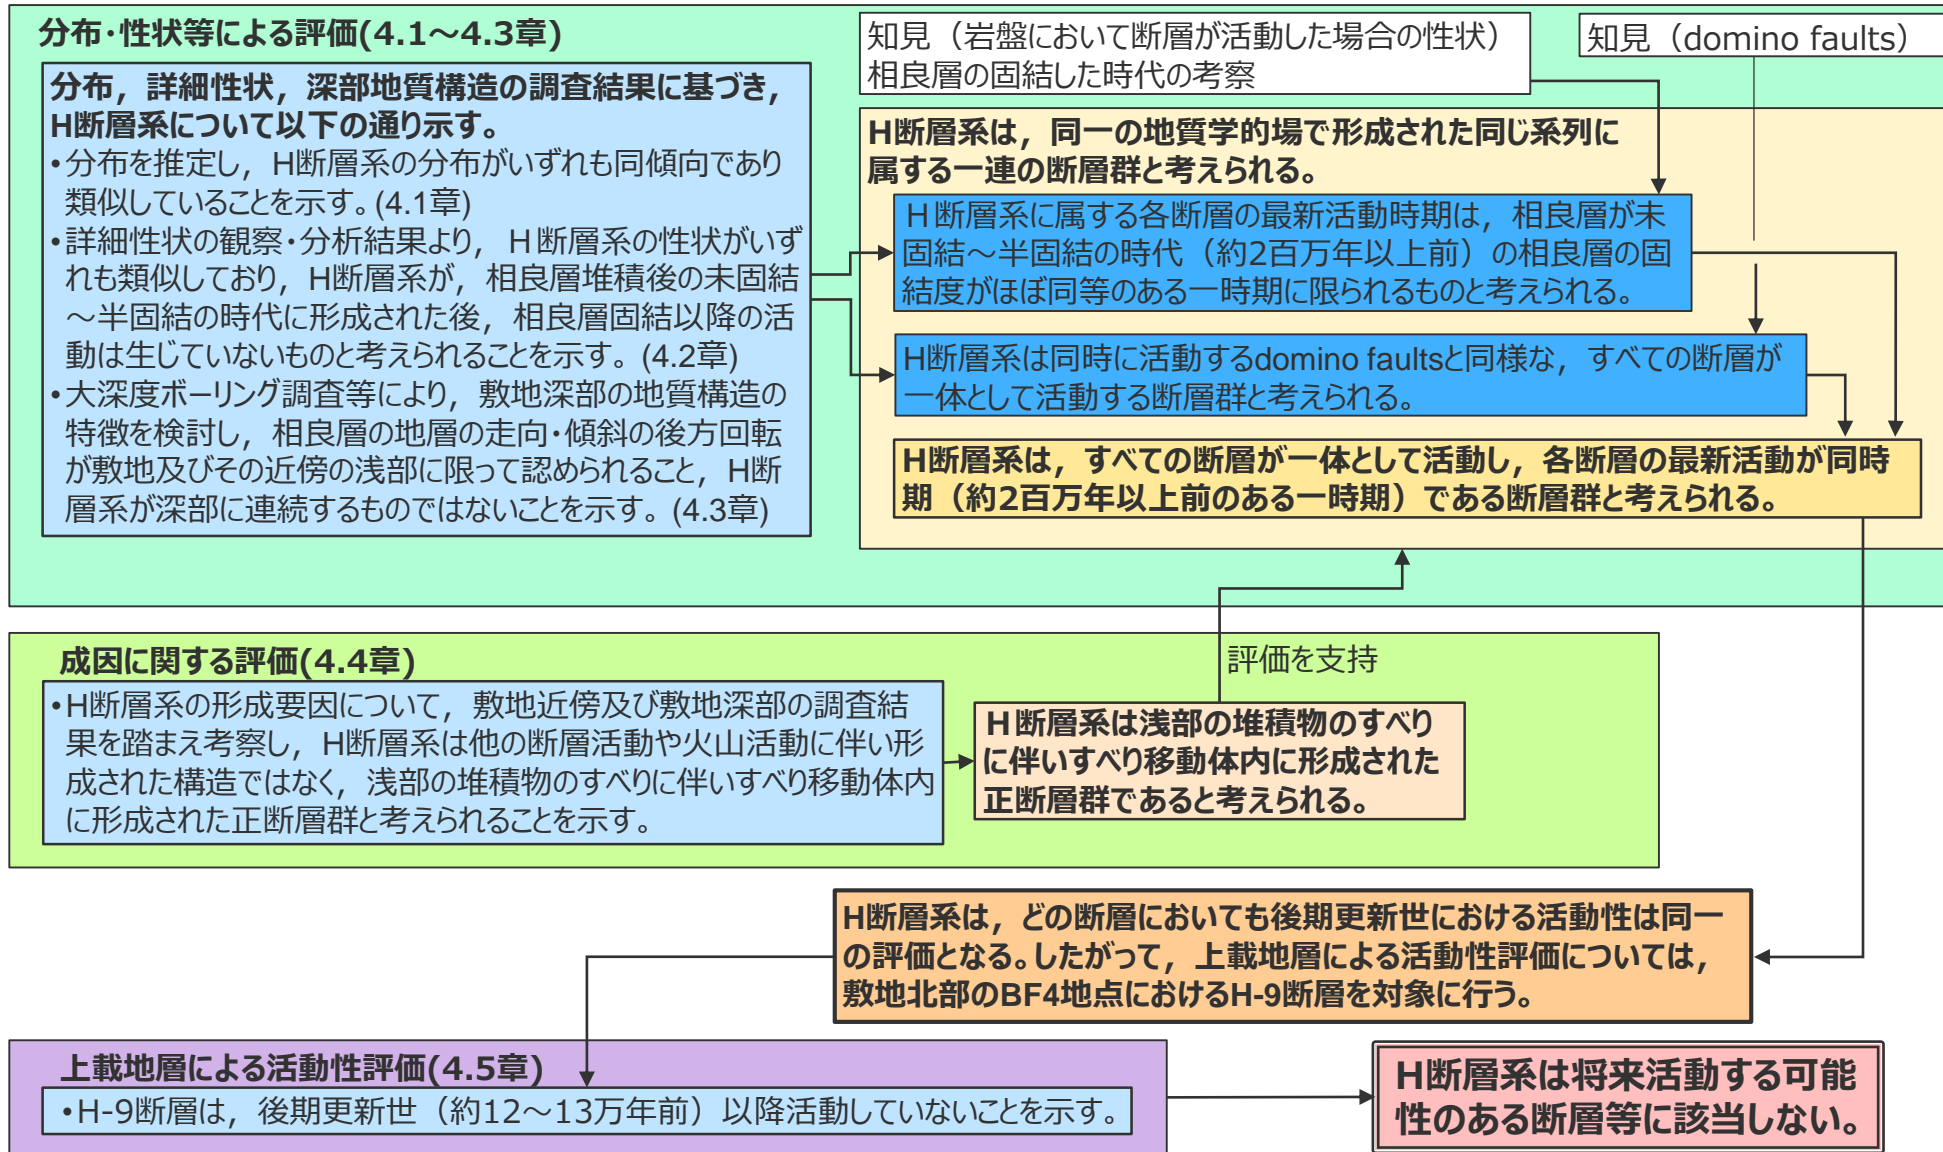 分布・性状等による評価(4.1～4.3章)
分布，詳細性状，深部地質構造の調査結果に基づき，
H断層系について以下の通り示す。
•分布を推定し，H断層系の分布がいずれも同傾向であり
類似していることを示す。(4.1章)
•詳細性状の観察・分析結果より，Ｈ断層系の性状がいず
れも類似しており，H断層系が，相良層堆積後の未固結
～半固結の時代に形成された後，相良層固結以降の活
動は生じていないものと考えられることを示す。(4.2章)
•大深度ボーリング調査等により，敷地深部の地質構造の
特徴を検討し，相良層の地層の走向・傾斜の後方回転
が敷地及びその近傍の浅部に限って認められること，H断
層系が深部に連続するものではないことを示す。(4.3章)
知見（岩盤において断層が活動した場合の性状）
相良層の固結した時代の考察
知見（domino faults）
H断層系は，同一の地質学的場で形成された同じ系列に
属する一連の断層群と考えられる。
Ｈ断層系に属する各断層の最新活動時期は，相良層が未
固結～半固結の時代（約2百万年以上前）の相良層の固
結度がほぼ同等のある一時期に限られるものと考えられる。
H断層系は同時に活動するdomino faultsと同様な，すべての断層が
一体として活動する断層群と考えられる。
H断層系は，すべての断層が一体として活動し，各断層の最新活動が同時
期（約2百万年以上前のある一時期）である断層群と考えられる。
成因に関する評価(4.4章)
•H断層系の形成要因について，敷地近傍及び敷地深部の調査結
果を踏まえ考察し，H断層系は他の断層活動や火山活動に伴い形
成された構造ではなく，浅部の堆積物のすべりに伴いすべり移動体内
に形成された正断層群と考えられることを示す。
評価を支持
Ｈ断層系は浅部の堆積物のすべり
に伴いすべり移動体内に形成された
正断層群であると考えられる。
H断層系は，どの断層においても後期更新世における活動性は同一
の評価となる。したがって，上載地層による活動性評価については，
敷地北部のBF4地点におけるH-9断層を対象に行う。
上載地層による活動性評価(4.5章)
•H-9断層は，後期更新世（約12～13万年前）以降活動していないことを示す。
H断層系は将来活動する可能
性のある断層等に該当しない。